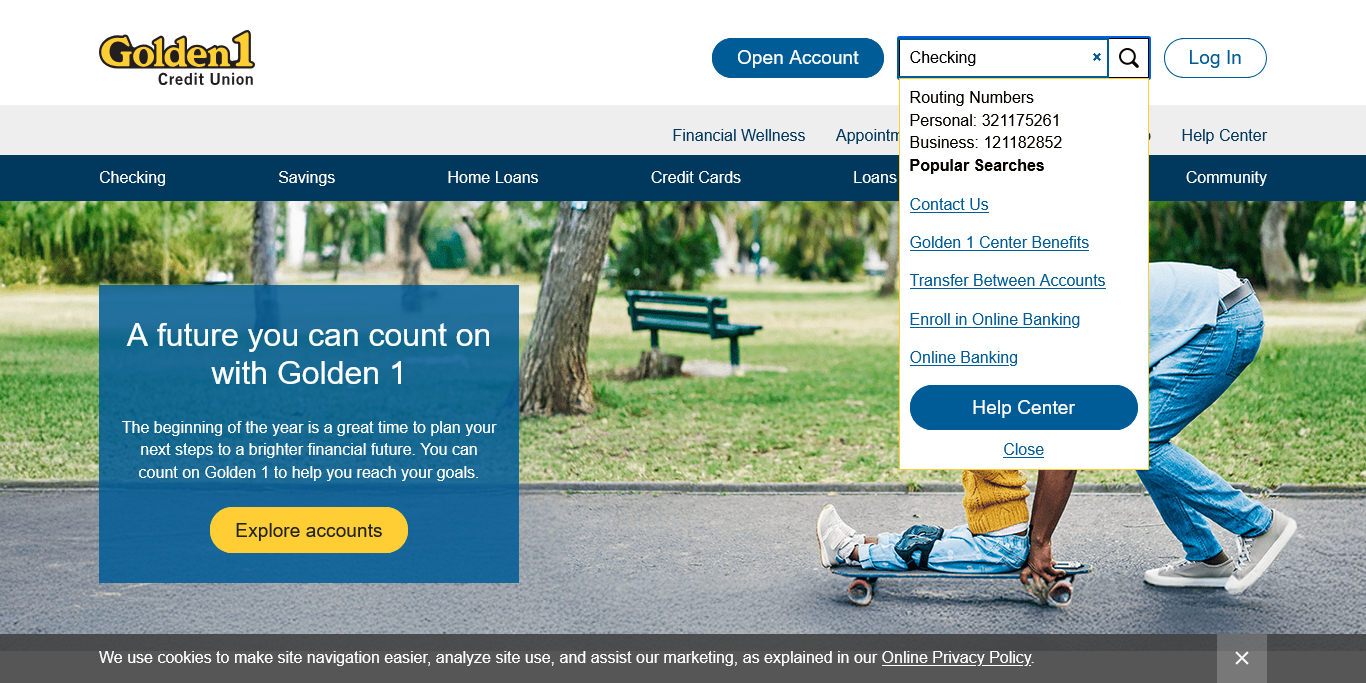 Golden1
Credit Union
Open Account
Checking
×
Log In
Routing Numbers
Personal: 321175261
Business: 121182852
Popular Searches
Contact Us
Golden 1 Center Benefits
Transfer Between Accounts
Enroll in Online Banking
Online Banking
Help Center
Close
Financial Wellness
Help Center
Checking
Savings
Home Loans
Credit Cards
Loans
Community
A future you can count on
with Golden 1
The beginning of the year is a great time to plan your
next steps to a brighter financial future. You can
count on Golden 1 to help you reach your goals.
Explore accounts
We use cookies to make site navigation easier, analyze site use, and assist our marketing, as explained in our Online Privacy Policy.